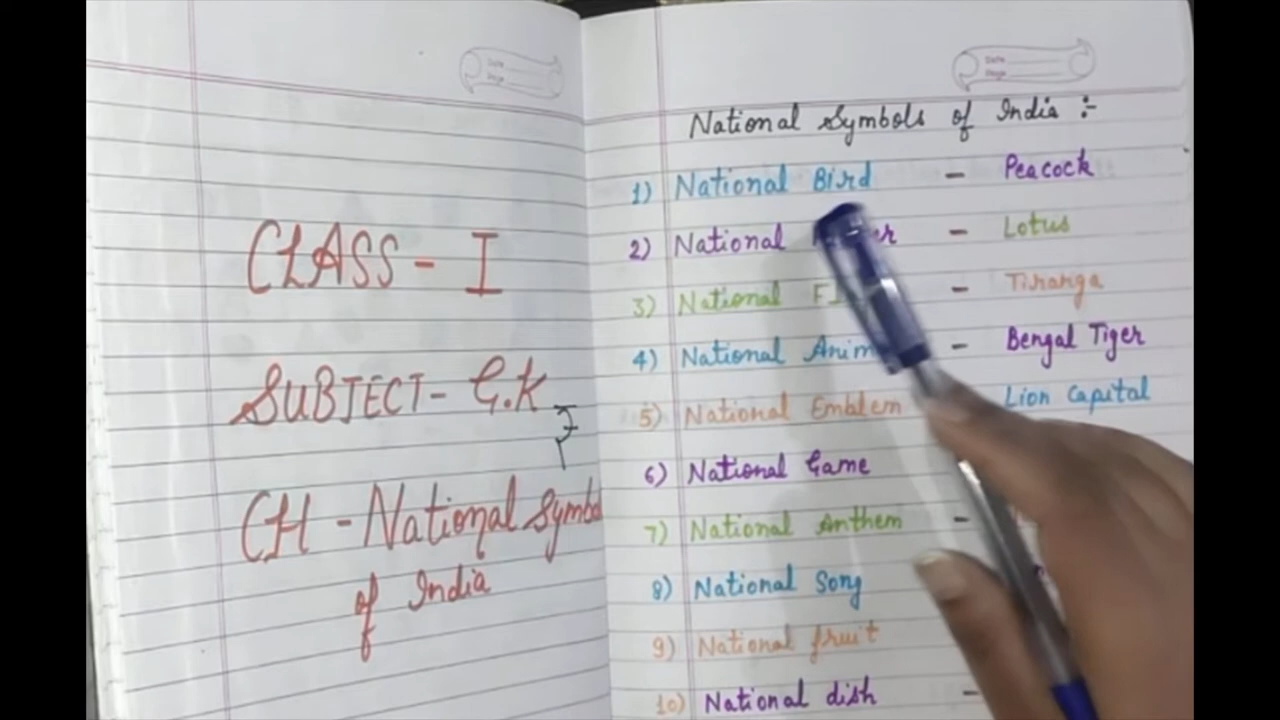 CLASS - I
SUBJECT - G.K
CH - National Symbol
of India
National Symbols of India :-
1) National Bird - Peacock
2) National - Lotus
3) National - Tiranga
4) National - Bengal Tiger
5) National Emblem Lion Capital
6) National Game
7) National Anthem -
8) National Song
9) National fruit
10) National dish -